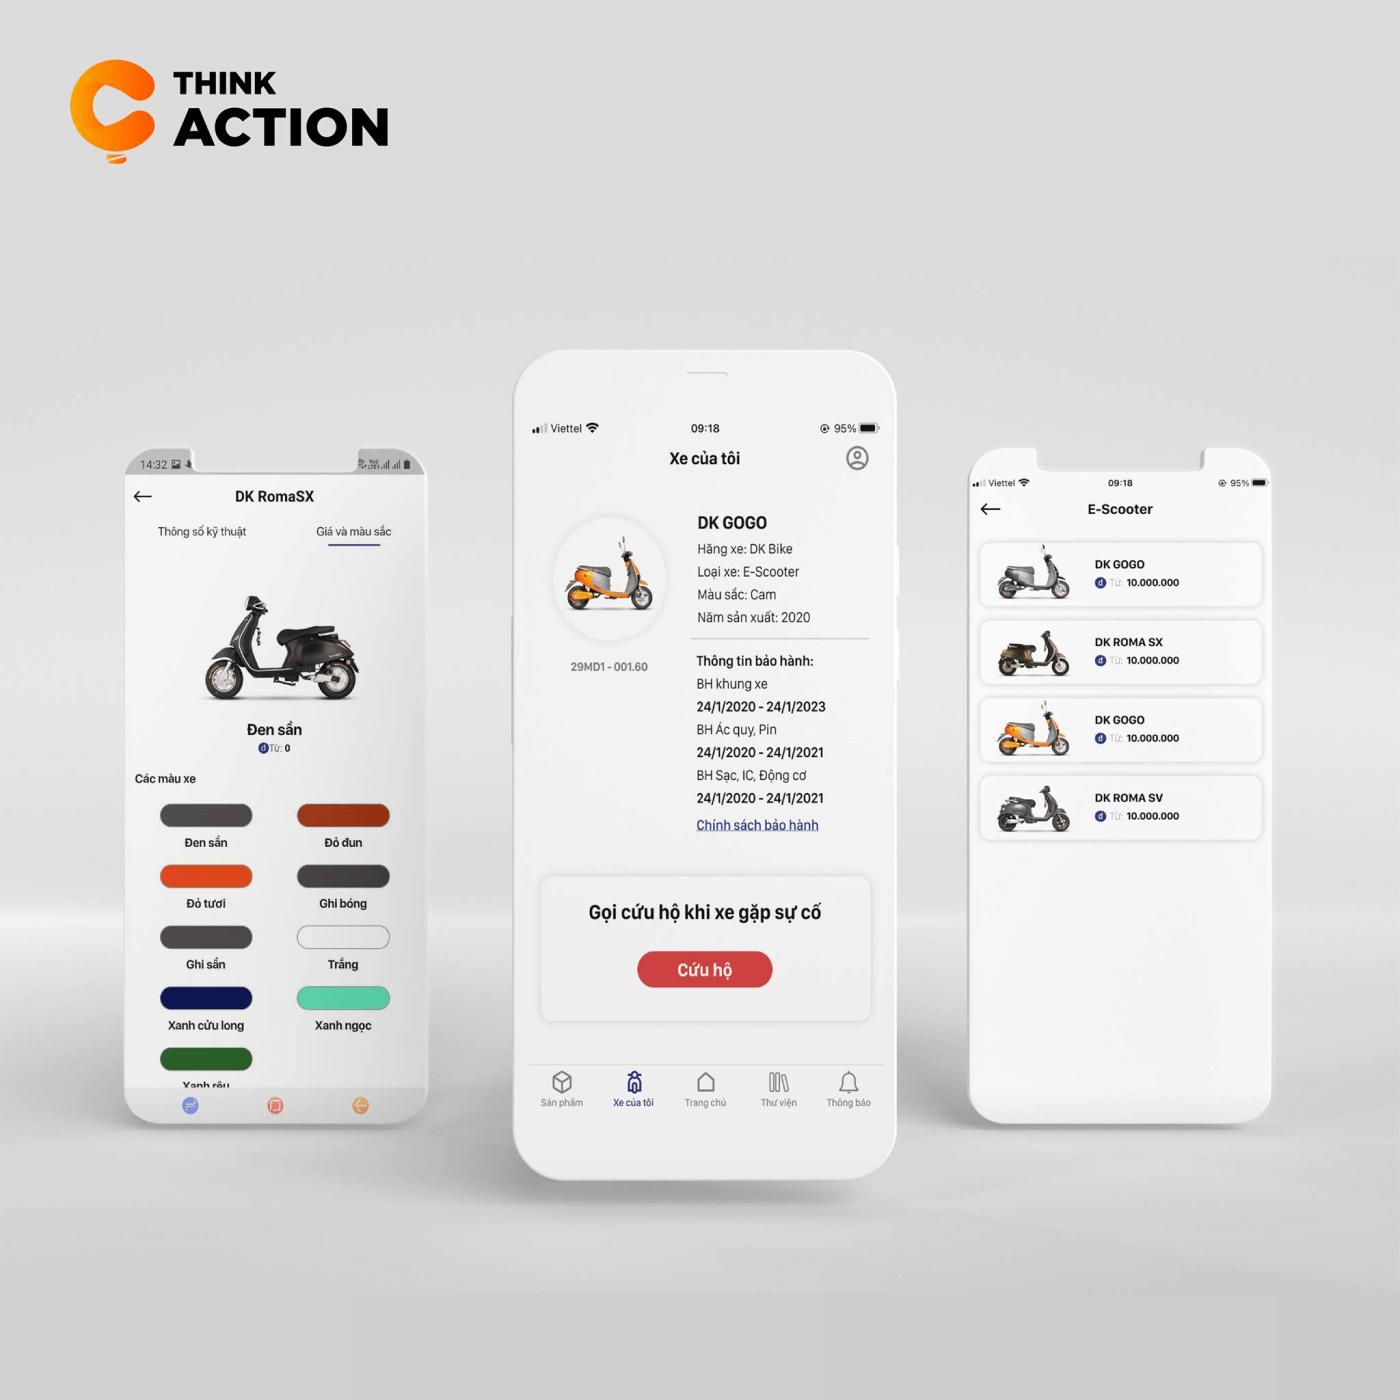 THINK
ACTION
14:32
DK RomaSX
Thông số kỹ thuật
Giá và màu sắc
Đen sần
đ Từ: 0
Các màu xe
Đen sần
Đỏ đun
Đỏ tươi
Ghi bóng
Ghi sần
Trắng
Xanh cửu long
Xanh ngọc
Xanh rêu
Viettel
09:18
95%
Xe của tôi
DK GOGO
Hãng xe: DK Bike
Loại xe: E-Scooter
Màu sắc: Cam
Năm sản xuất: 2020
29MD1 - 001.60
Thông tin bảo hành:
BH khung xe
24/1/2020 - 24/1/2023
BH Ác quy, Pin
24/1/2020 - 24/1/2021
BH Sạc, IC, Động cơ
24/1/2020 - 24/1/2021
Chính sách bảo hành
Gọi cứu hộ khi xe gặp sự cố
Cứu hộ
Sản phẩm
Xe của tôi
Trang chủ
Thư viện
Thông báo
Viettel
09:18
95%
E-Scooter
DK GOGO
đ Từ: 10.000.000
DK ROMA SX
đ Từ: 10.000.000
DK GOGO
đ Từ: 10.000.000
DK ROMA SV
đ Từ: 10.000.000